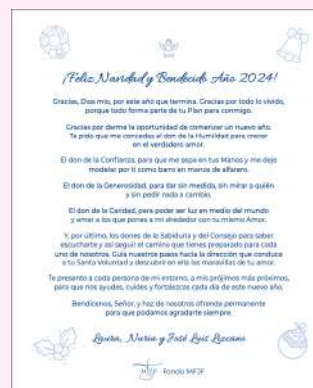 ¡Feliz Navidad y Bendecido Año 2024!
Gracias, Dios mío, por este año que termina. Gracias por todo lo vivido,
porque todo forma parte de tu Plan para conmigo.
Gracias por darme la oportunidad de comenzar un nuevo año.
Te pido que me concedas el don de la Humildad para crecer
en el verdadero amor.
El don de la Confianza, para que me sepa en tus Manos y me deje
modelar por ti como barro en manos de alfarero.
El don de la Generosidad, para dar sin medida, sin mirar a quién
y sin pedir nada a cambio.
El don de la Caridad, para poder ser luz en medio del mundo
y amar a los que pones a mi alrededor con tu mismo Amor.
Y, por último, los dones de la Sabiduría y del Consejo para saber
escucharte y así seguir el camino que tienes preparado para cada
uno de nosotros. Guía nuestros pasos hacia la dirección que conduce
a tu Santa Voluntad y descubrir en ello las maravillas de tu amor.
Te presento a cada persona de mi entorno, a mis prójimos más próximos,
para que nos ayudes, cuides y fortalezcas cada día de este nuevo año.
Bendícenos, Señor, y haz de nosotros ofrenda permanente
para que podamos agradarte siempre.
Laura, Nuria y José Luis Lozcano
Fondo MF2F